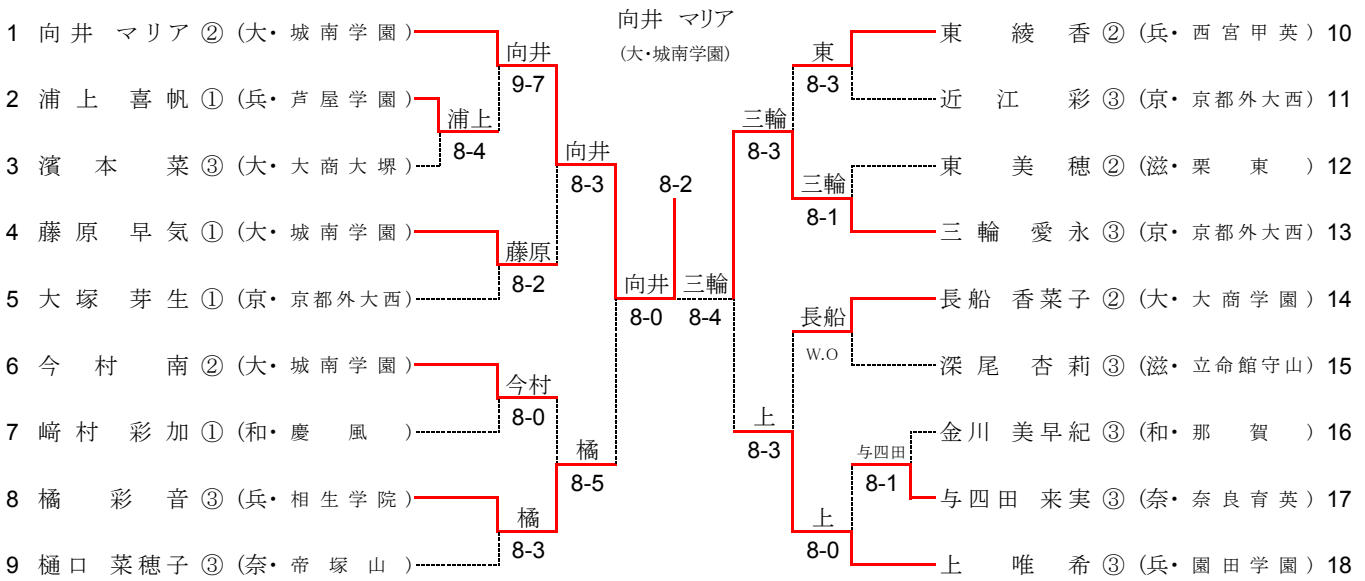 向井 マリア
(大・城南学園)
1 向井 マリア ② (大・城南学園)
2 浦上 喜帆 ① (兵・芦屋学園)
3 濱本 菜 ③ (大・大商大堺)
4 藤原 早気 ① (大・城南学園)
5 大塚 芽生 ① (京・京都外大西)
6 今村 南 ② (大・城南学園)
7 﨑村 彩加 ① (和・慶風)
8 橘 彩音 ③ (兵・相生学院)
9 樋口 菜穂子 ③ (奈・帝塚山)
向井
9-7
浦上
8-4
藤原
8-2
今村
8-0
橘
8-3
向井
8-3
橘
8-5
向井
8-0
8-2
三輪
8-4
三輪
8-3
上
8-3
東
8-3
三輪
8-1
長船
W.O
与四田
8-1
上
8-0
東 綾香 ② (兵・西宮甲英) 10
近江 彩 ③ (京・京都外大西) 11
東 美穂 ② (滋・栗東) 12
三輪 愛永 ③ (京・京都外大西) 13
長船 香菜子 ② (大・大商学園) 14
深尾 杏莉 ③ (滋・立命館守山) 15
金川 美早紀 ③ (和・那賀) 16
与四田 来実 ③ (奈・奈良育英) 17
上 唯希 ③ (兵・園田学園) 18